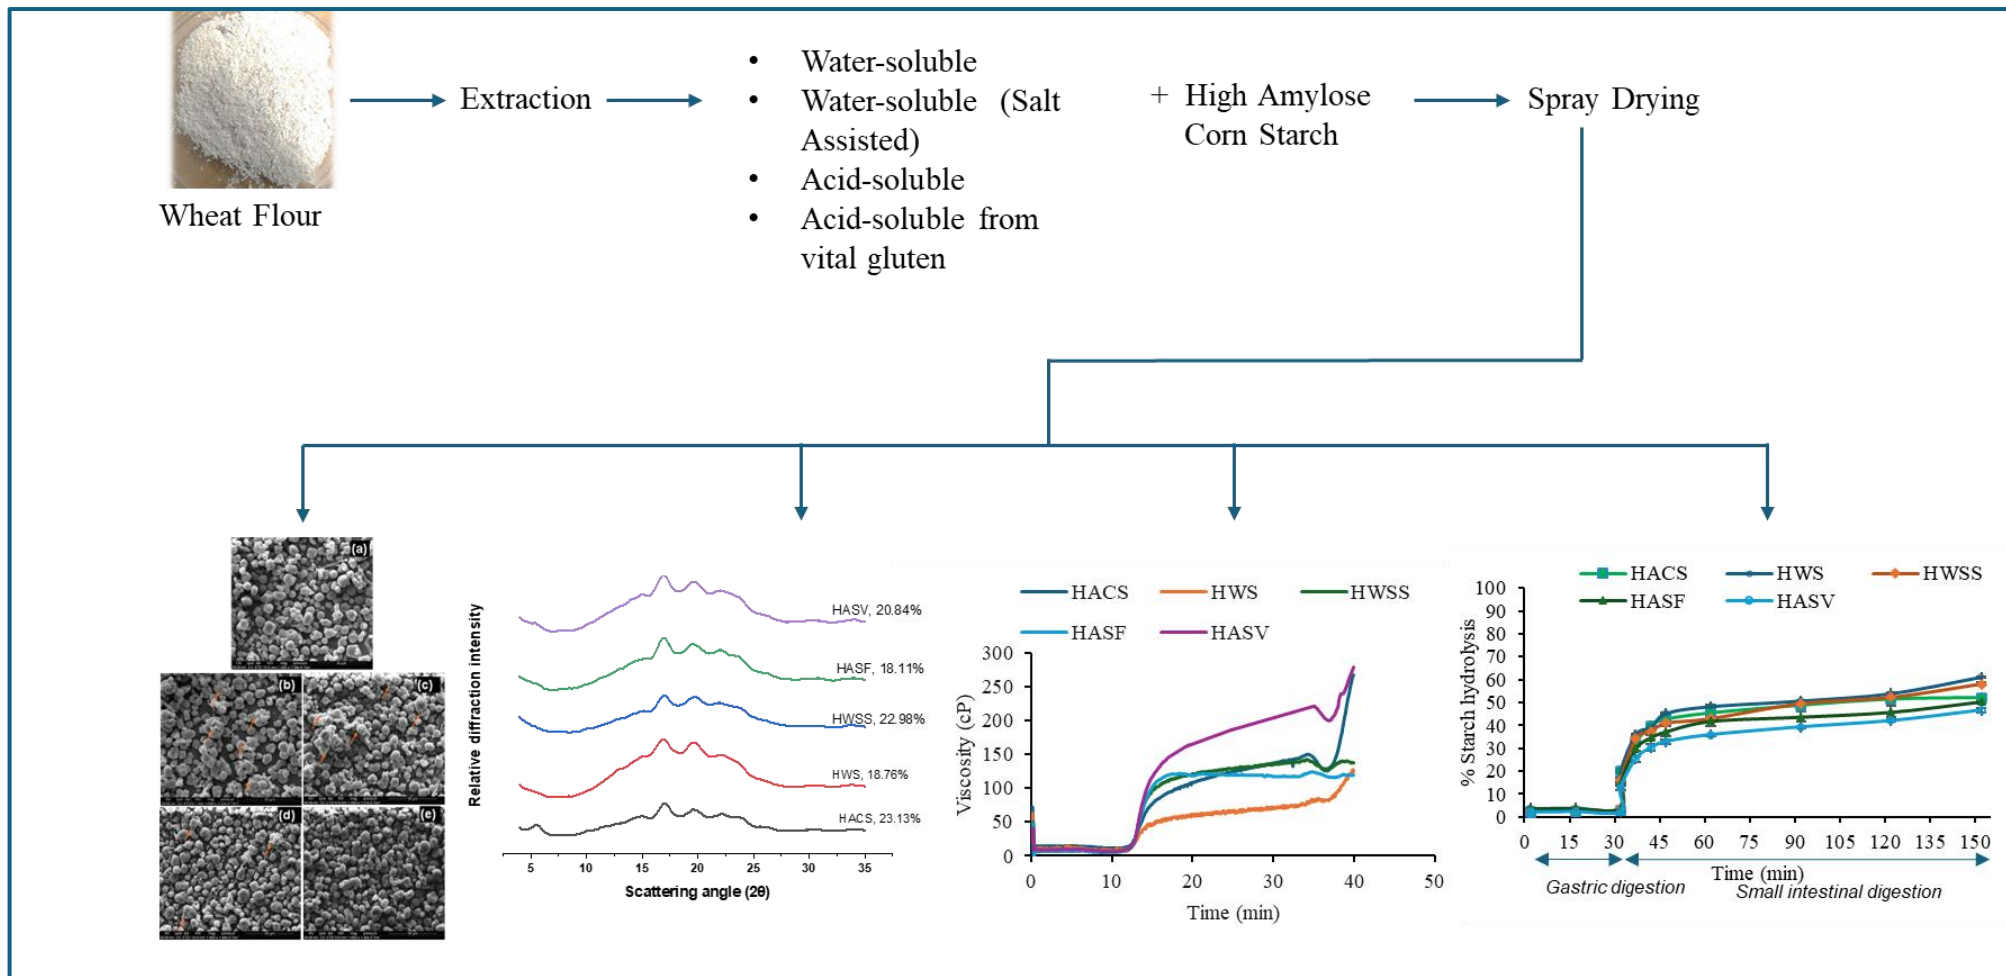 Wheat Flour
Extraction
• Water-soluble
• Water-soluble (Salt
Assisted)
• Acid-soluble
• Acid-soluble from
vital gluten
+ High Amylose
Corn Starch
Spray Drying
(a)
(b)
(c)
(d)
(e)
Relative diffraction intensity
HASV, 20.84%
HASF, 18.11%
HWSS, 22.98%
HWS, 18.76%
HACS, 23.13%
5 10 15 20 25 30 35
Scattering angle (2θ)
HACS HWS HWSS
HASF HASV
Viscosity (cP)
300
250
200
150
100
50
0
0 10 20 30 40 50
Time (min)
HACS HWS HWSS
HASF HASV
% Starch hydrolysis
100
90
80
70
60
50
40
30
20
10
0
0 15 30 45 60 75 90 105 120 135 150
Time (min)
Gastric digestion
Small intestinal digestion